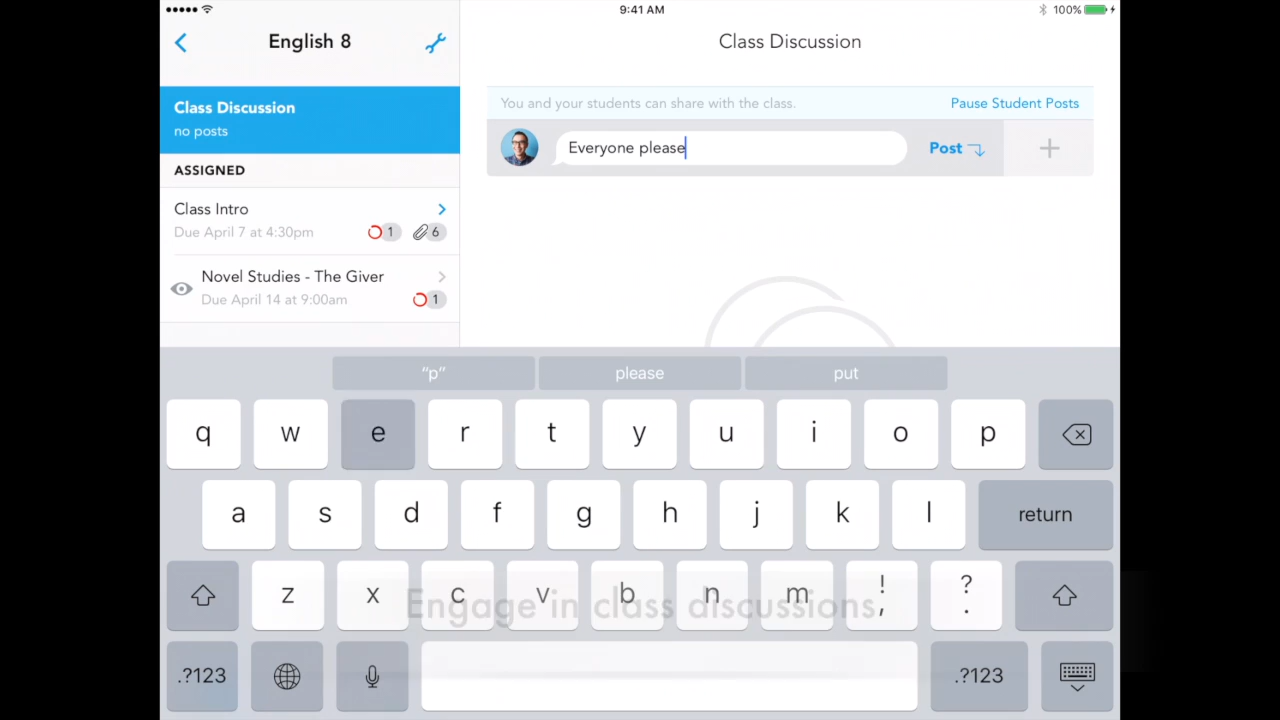 9:41 AM
100%
English 8
Class Discussion
Class Discussion
no posts
You and your students can share with the class.
Pause Student Posts
Everyone please
Post
ASSIGNED
Class Intro
Due April 7 at 4:30pm
1
6
Novel Studies - The Giver
Due April 14 at 9:00am
1
“p”
please
put
q w e r t y u i o p
a s d f g h j k l
return
z x c v b n m ! , ? .
Engage in class discussions
.?123
.?123